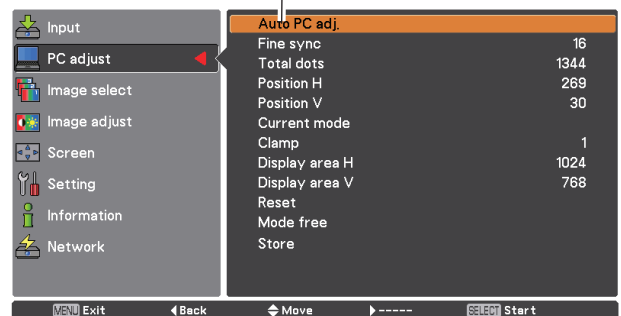 Input
PC adjust
Image select
Image adjust
Screen
Setting
Information
Network
Auto PC adj.
Fine sync 16
Total dots 1344
Position H 269
Position V 30
Current mode
Clamp 1
Display area H 1024
Display area V 768
Reset
Mode free
Store
MENU Exit Back Move ----- SELECT Start